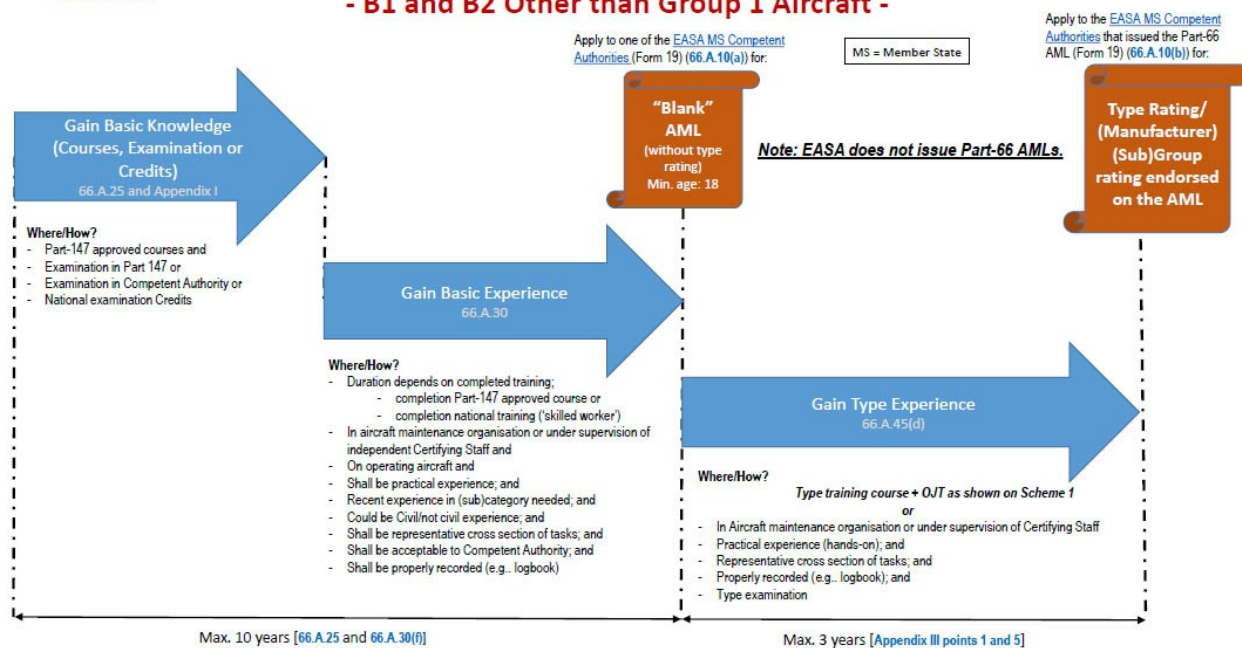 - B1 and B2 Other than Group 1 Aircraft -
Apply to one of the EASA MS Competent
Authorities (Form 19) (66.A.10(a)) for:
MS = Member State
Apply to the EASA MS Competent
Authorities that issued the Part-66
AML (Form 19) (66.A.10(b)) for:
Gain Basic Knowledge
(Courses, Examination or
Credits)
66.A.25 and Appendix I
"Blank"
AML
(without type
rating)
Min. age: 18
Note: EASA does not issue Part-66 AMLs.
Type Rating/
(Manufacturer)
(Sub)Group
rating endorsed
on the AML
Where/How?
- Part-147 approved courses and
- Examination in Part 147 or
- Examination in Competent Authority or
- National examination Credits
Gain Basic Experience
66.A.30
Where/How?
- Duration depends on completed training;
- completion Part-147 approved course or
- completion national training ('skilled worker')
- In aircraft maintenance organisation or under supervision of
independent Certifying Staff and
- On operating aircraft and
- Shall be practical experience; and
- Recent experience in (sub)category needed; and
- Could be Civil/not civil experience; and
- Shall be representative cross section of tasks; and
- Shall be acceptable to Competent Authority; and
- Shall be properly recorded (e.g.. logbook)
Gain Type Experience
66.A.45(d)
Where/How?
Type training course + OJT as shown on Scheme 1
or
- In Aircraft maintenance organisation or under supervision of Certifying Staff
- Practical experience (hands-on); and
- Representative cross section of tasks; and
- Properly recorded (e.g.. logbook); and
- Type examination
Max. 10 years [66.A.25 and 66.A.30(f)]
Max. 3 years [Appendix III points 1 and 5]